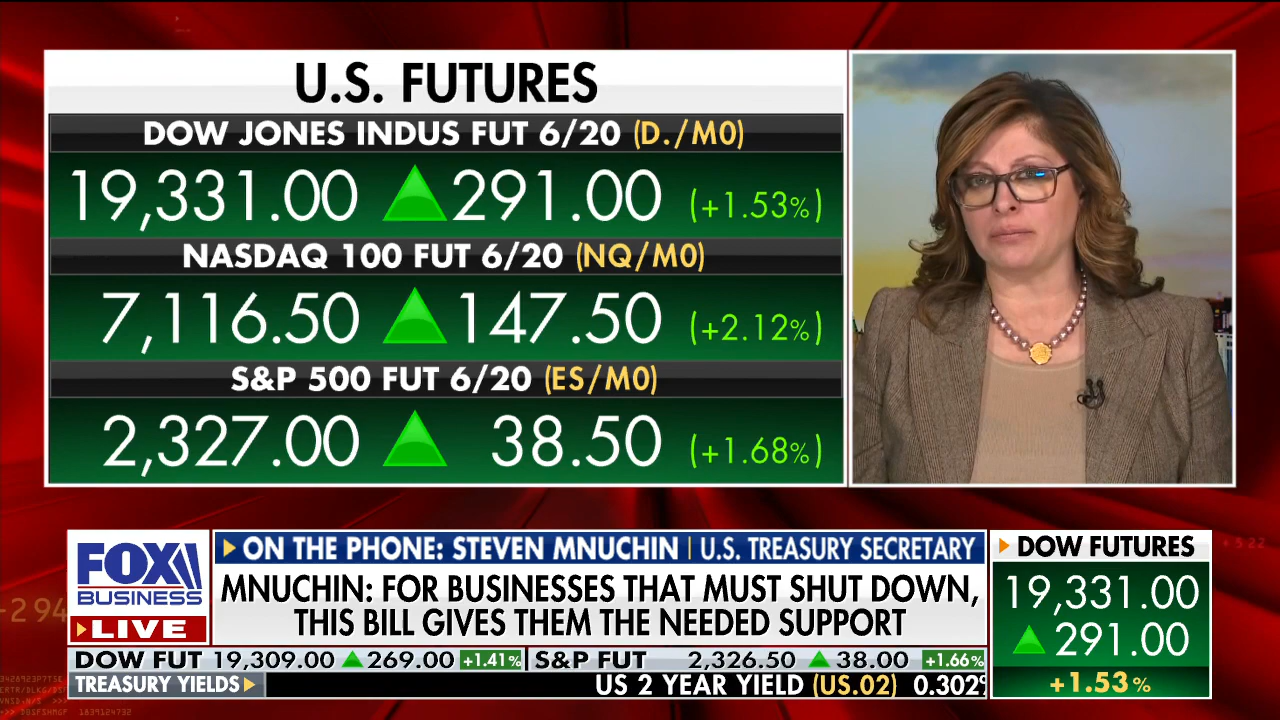 U.S. FUTURES
DOW JONES INDUS FUT 6/20 (D./M0)
19,331.00 ▲ 291.00 (+1.53%)
NASDAQ 100 FUT 6/20 (NQ/M0)
7,116.50 ▲ 147.50 (+2.12%)
S&P 500 FUT 6/20 (ES/M0)
2,327.00 ▲ 38.50 (+1.68%)
FOX
BUSINESS
LIVE
ON THE PHONE: STEVEN MNUCHIN | U.S. TREASURY SECRETARY
MNUCHIN: FOR BUSINESSES THAT MUST SHUT DOWN,
THIS BILL GIVES THEM THE NEEDED SUPPORT
DOW FUTURES
19,331.00
▲ 291.00
+1.53%
DOW FUT 19,309.00 ▲ 269.00 +1.41% S&P FUT 2,326.50 ▲ 38.00 +1.66%
TREASURY YIELDS US 2 YEAR YIELD (US.02) 0.302
-294
+522